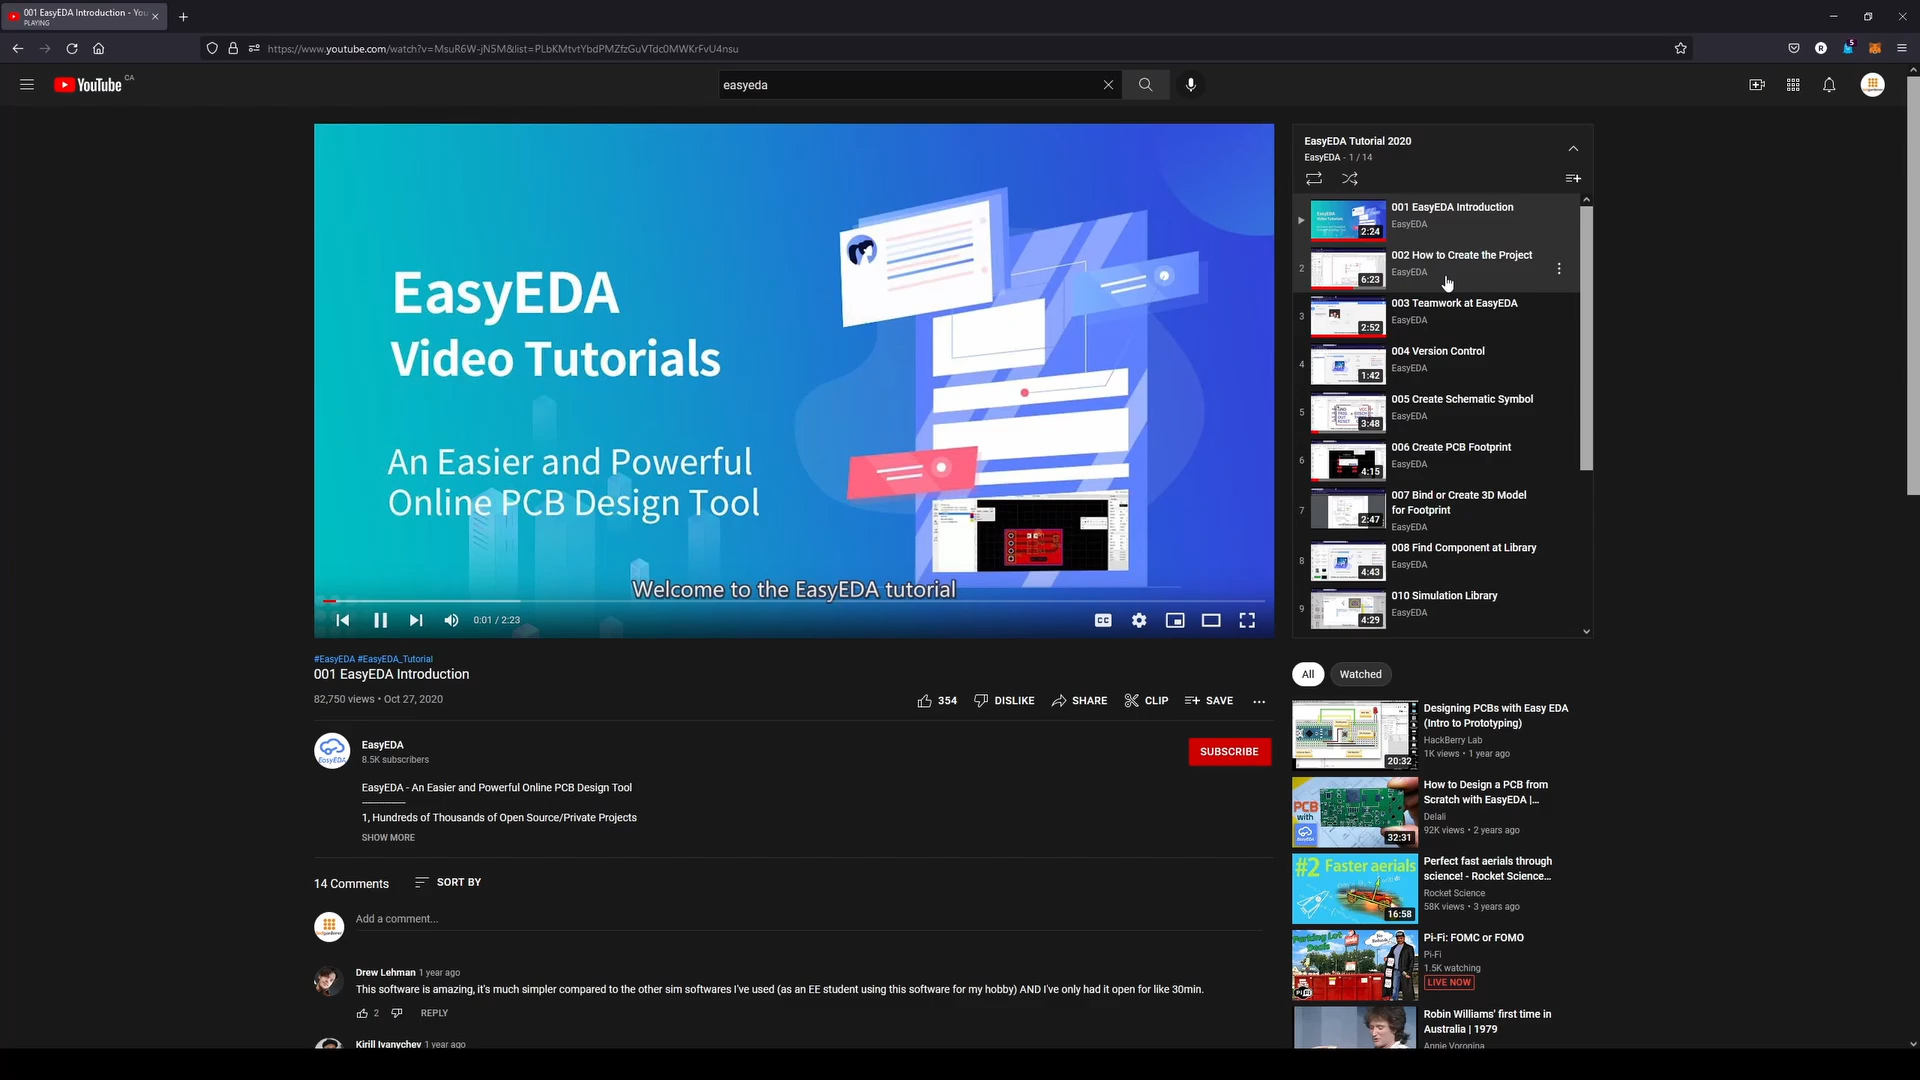 001 EasyEDA Introduction - You
PLAYING
https://www.youtube.com/watch?v=MsuR6W-jN5M&list=PLbKMtvtYbdPMZfzGuVTdc0MWKrFvU4nsu
YouTube CA
easyeda
EasyEDA
Video Tutorials
An Easier and Powerful
Online PCB Design Tool
Welcome to the EasyEDA tutorial
0:01 / 2:23
#EasyEDA #EasyEDA_Tutorial
001 EasyEDA Introduction
82,750 views • Oct 27, 2020
354 DISLIKE SHARE CLIP SAVE
EasyEDA
8.5K subscribers
SUBSCRIBE
EasyEDA - An Easier and Powerful Online PCB Design Tool
1, Hundreds of Thousands of Open Source/Private Projects
SHOW MORE
14 Comments SORT BY
Add a comment...
Drew Lehman 1 year ago
This software is amazing, it's much simpler compared to the other sim softwares I've used (as an EE student using this software for my hobby) AND I've only had it open for like 30min.
2 REPLY
Kirill Ivanychev 1 year ago
EasyEDA Tutorial 2020
EasyEDA - 1 / 14
001 EasyEDA Introduction
EasyEDA
2:24
2
002 How to Create the Project
EasyEDA
6:23
3
003 Teamwork at EasyEDA
EasyEDA
2:52
4
004 Version Control
EasyEDA
1:42
5
005 Create Schematic Symbol
EasyEDA
3:48
6
006 Create PCB Footprint
EasyEDA
4:15
7
007 Bind or Create 3D Model
for Footprint
EasyEDA
2:47
8
008 Find Component at Library
EasyEDA
4:43
9
010 Simulation Library
EasyEDA
4:29
All Watched
Designing PCBs with Easy EDA
(Intro to Prototyping)
HackBerry Lab
1K views • 1 year ago
20:32
How to Design a PCB from
Scratch with EasyEDA |...
Delali
92K views • 2 years ago
PCB
with
32:31
Perfect fast aerials through
science! - Rocket Science...
Rocket Science
58K views • 3 years ago
#2 Faster aerials
16:58
Pi-Fi: FOMC or FOMO
Pi-Fi
1.5K watching
LIVE NOW
Robin Williams' first time in
Australia | 1979
Annie Voronina